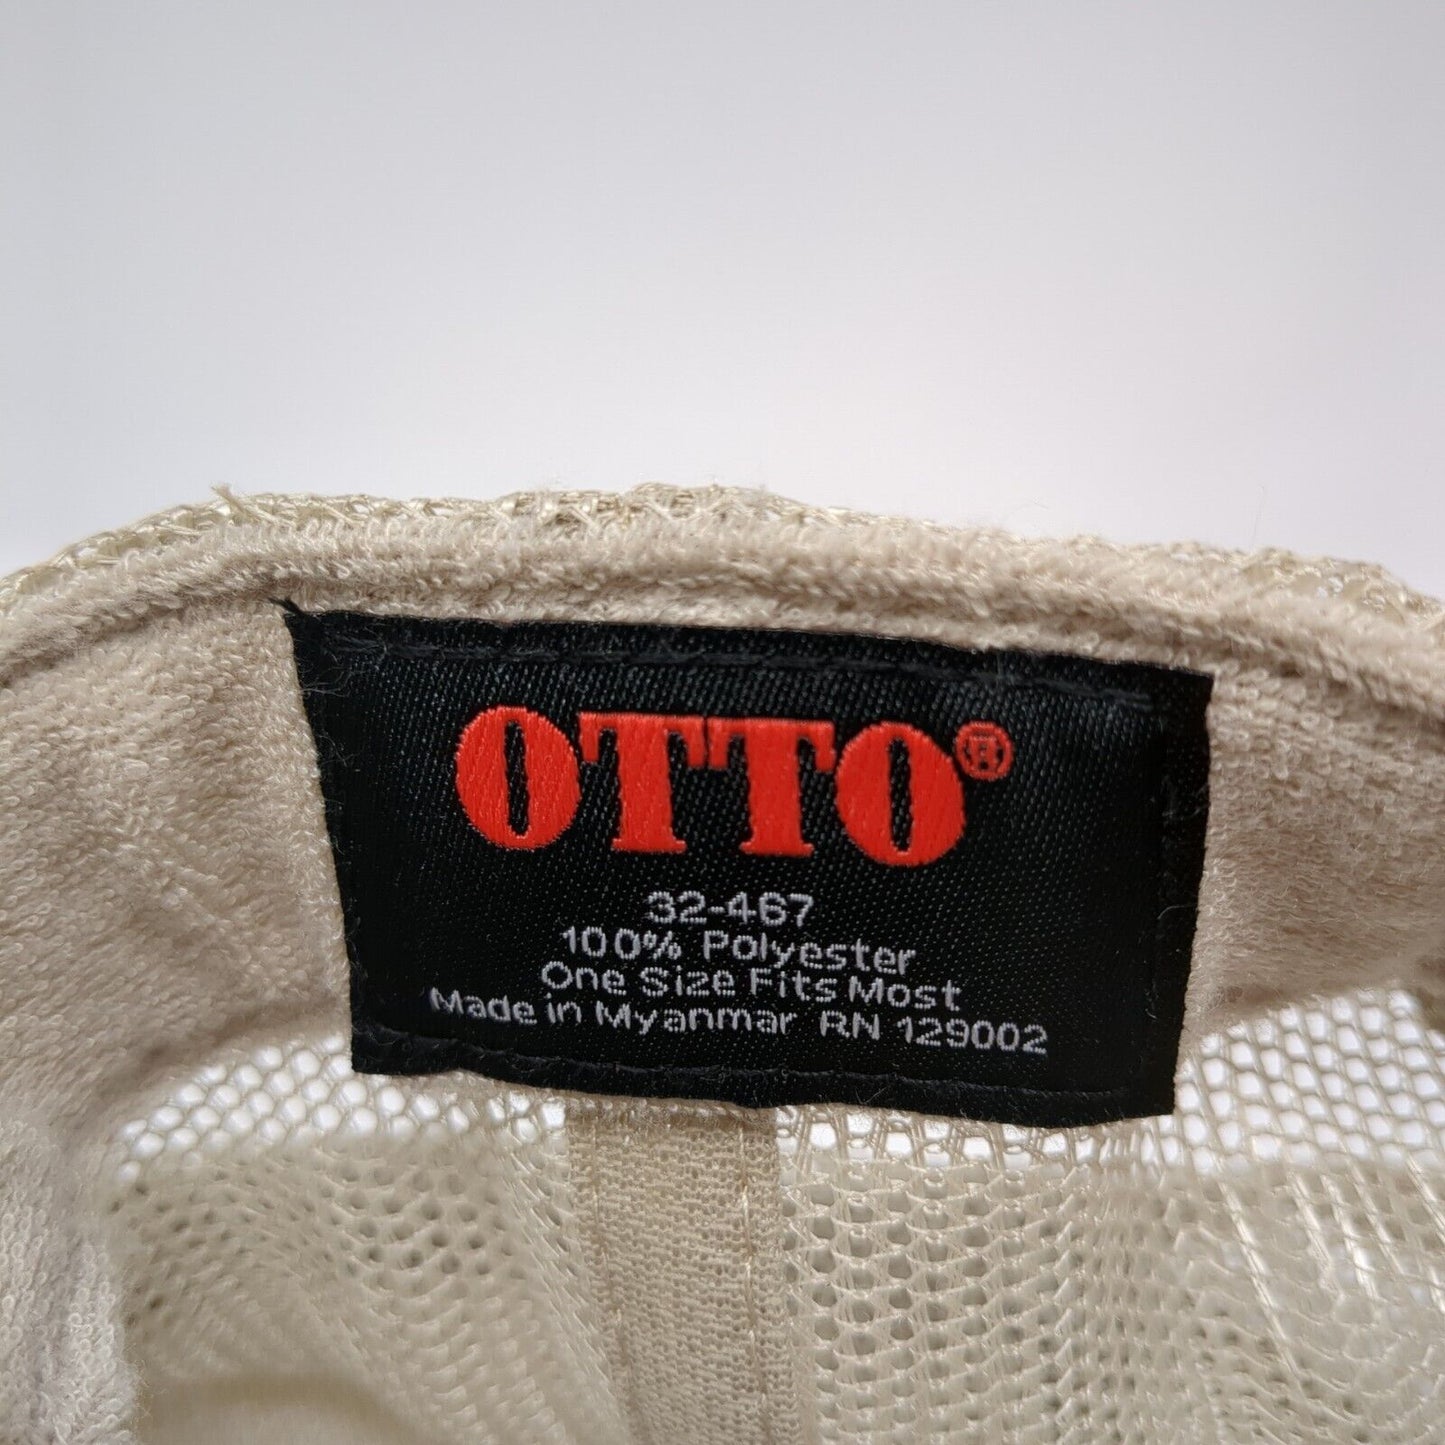 OTTO®
32-467
100% Polyester
One Size Fits Most
Made in Myanmar RN 129002